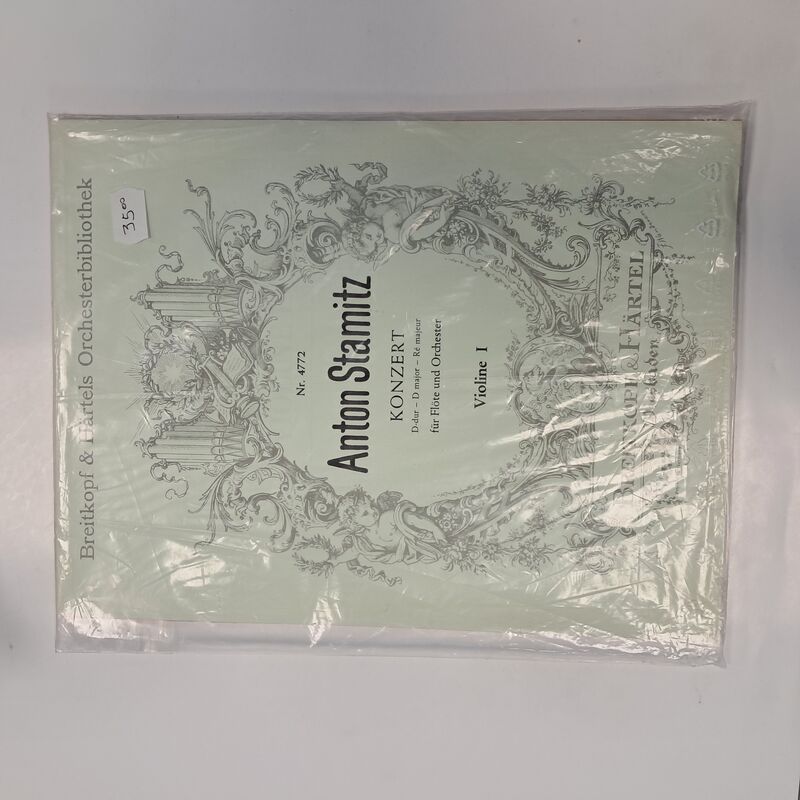 Breitkopf & Härtels Orchesterbibliothek
35⁰⁰
Nr. 4772
Anton Stamitz
KONZERT
D-dur – D major – Ré majeur
für Flöte und Orchester
Violine I
BREITKOPF & HÄRTEL
Wiesbaden